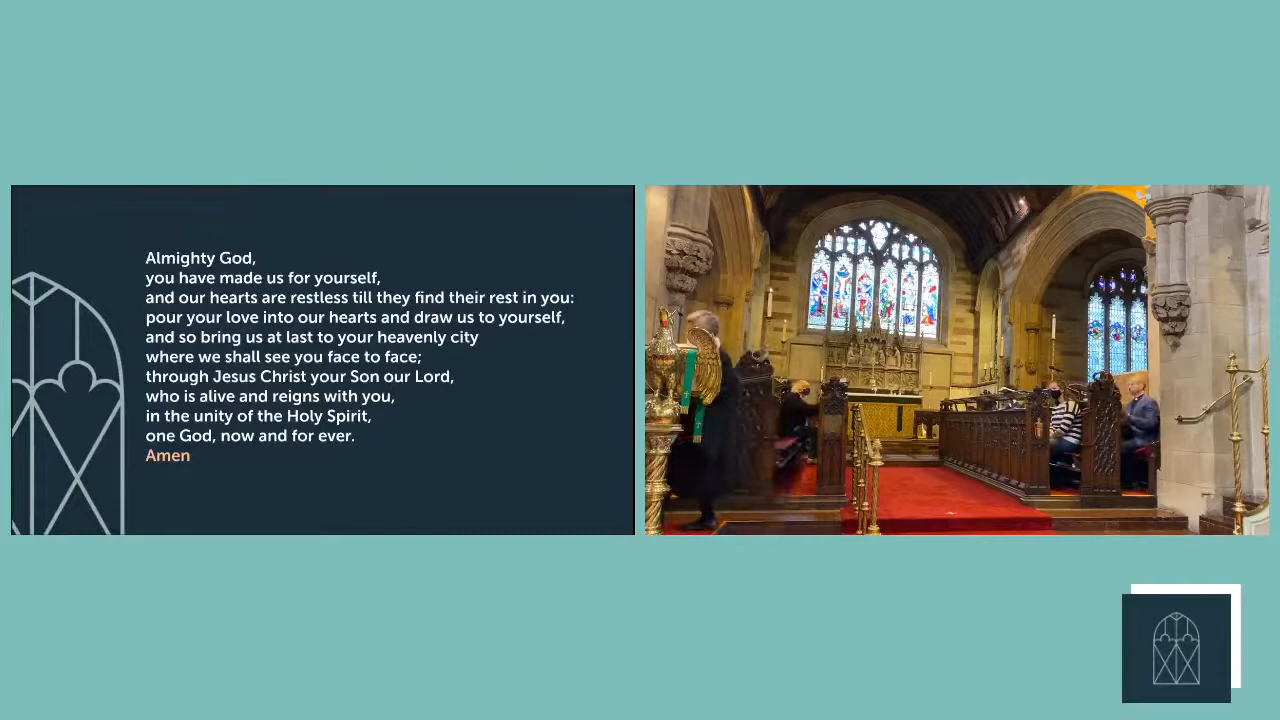 Almighty God,
you have made us for yourself,
and our hearts are restless till they find their rest in you:
pour your love into our hearts and draw us to yourself,
and so bring us at last to your heavenly city
where we shall see you face to face;
through Jesus Christ your Son our Lord,
who is alive and reigns with you,
in the unity of the Holy Spirit,
one God, now and for ever.
Amen